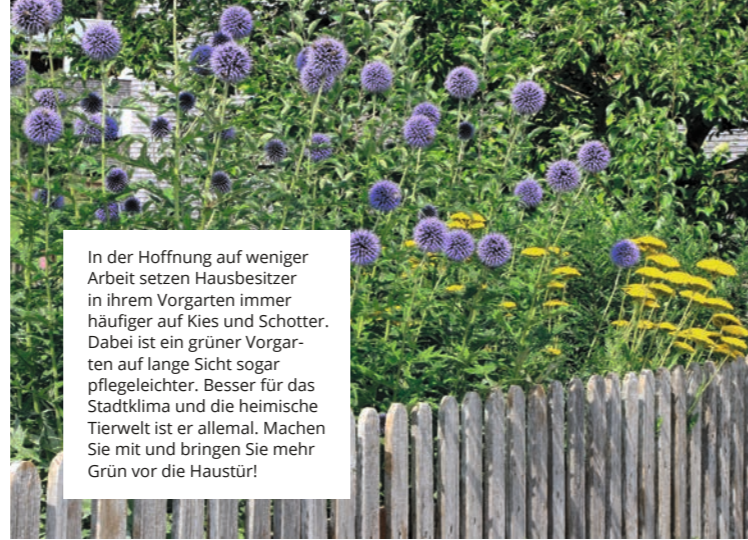 In der Hoffnung auf weniger
Arbeit setzen Hausbesitzer
in ihrem Vorgarten immer
häufiger auf Kies und Schotter.
Dabei ist ein grüner Vorgar-
ten auf lange Sicht sogar
pflegeleichter. Besser für das
Stadtklima und die heimische
Tierwelt ist er allemal. Machen
Sie mit und bringen Sie mehr
Grün vor die Haustür!